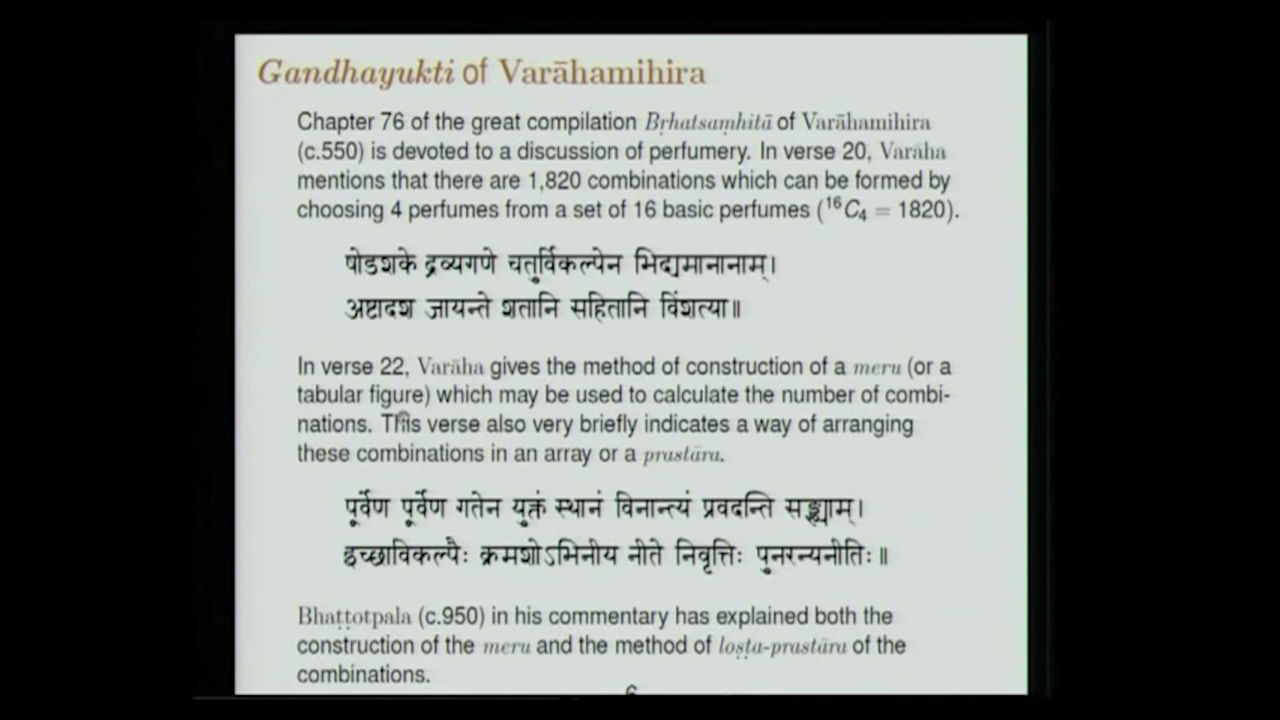 Gandhayukti of Varāhamihira
Chapter 76 of the great compilation Bṛhatsaṃhitā of Varāhamihira
(c.550) is devoted to a discussion of perfumery. In verse 20, Varāha
mentions that there are 1,820 combinations which can be formed by
choosing 4 perfumes from a set of 16 basic perfumes (¹⁶C₄ = 1820).
षोडशके द्रव्यगणे चतुर्विकल्पेन भिद्यमानानाम्।
अष्टादश जायन्ते शतानि सहितानि विंशत्या॥
In verse 22, Varāha gives the method of construction of a meru (or a
tabular figure) which may be used to calculate the number of combi-
nations. This verse also very briefly indicates a way of arranging
these combinations in an array or a prastāra.
पूर्वेण पूर्वेण गतेन युक्तं स्थानं विनान्त्यं प्रवदन्ति सङ्ख्याम्।
इच्छाविकल्पैः क्रमशोऽभिनीय नीते निवृत्तिः पुनरन्यनीतिः॥
Bhaṭṭotpala (c.950) in his commentary has explained both the
construction of the meru and the method of loṣṭa-prastāra of the
combinations.
6